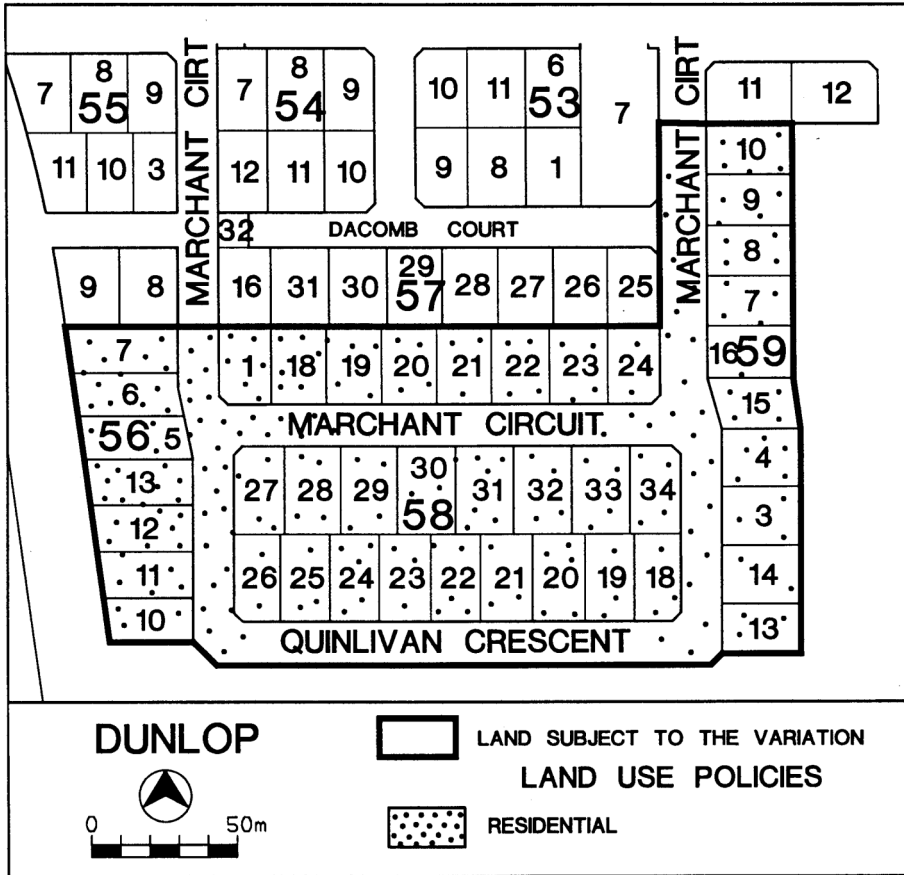 7 8 9
55
11 10 3
MARCHANT CIRT
7 8 9
54
12 11 10
10 11 6
53
7
9 8 1
MARCHANT CIRT
11 12
32
DACOMB COURT
9 8
16 31 30 29 28 27 26 25
57
10
9
8
7
16 59
15
4
3
14
13
7
6
56 5
13
12
11
10
1 18 19 20 21 22 23 24
MARCHANT CIRCUIT
27 28 29 30 31 32 33 34
58
26 25 24 23 22 21 20 19 18
QUINLIVAN CRESCENT
DUNLOP
0 50m
LAND SUBJECT TO THE VARIATION
LAND USE POLICIES
RESIDENTIAL